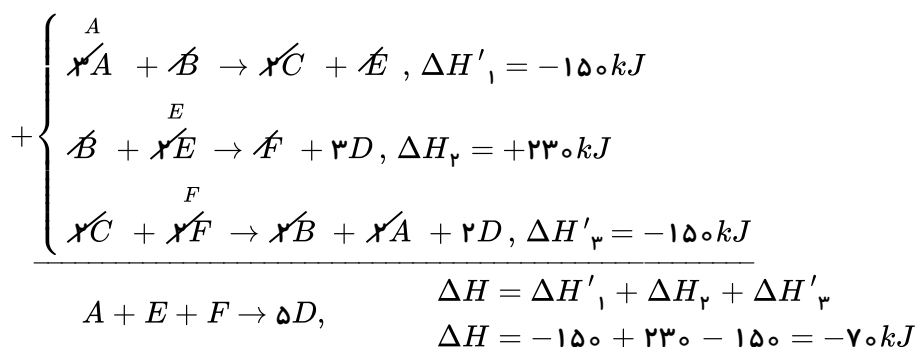 A
۳A + B → ۲C + E , ΔH′₁ = −۱۵۰kJ
E
B + ۲E → F + ۳D , ΔH₂ = +۲۳۰kJ
+
F
۲C + ۲F → ۲B + ۲A + ۲D , ΔH′₃ = −۱۵۰kJ
A + E + F → ۵D, ΔH = ΔH′₁ + ΔH₂ + ΔH′₃
ΔH = −۱۵۰ + ۲۳۰ − ۱۵۰ = −۷۰kJ